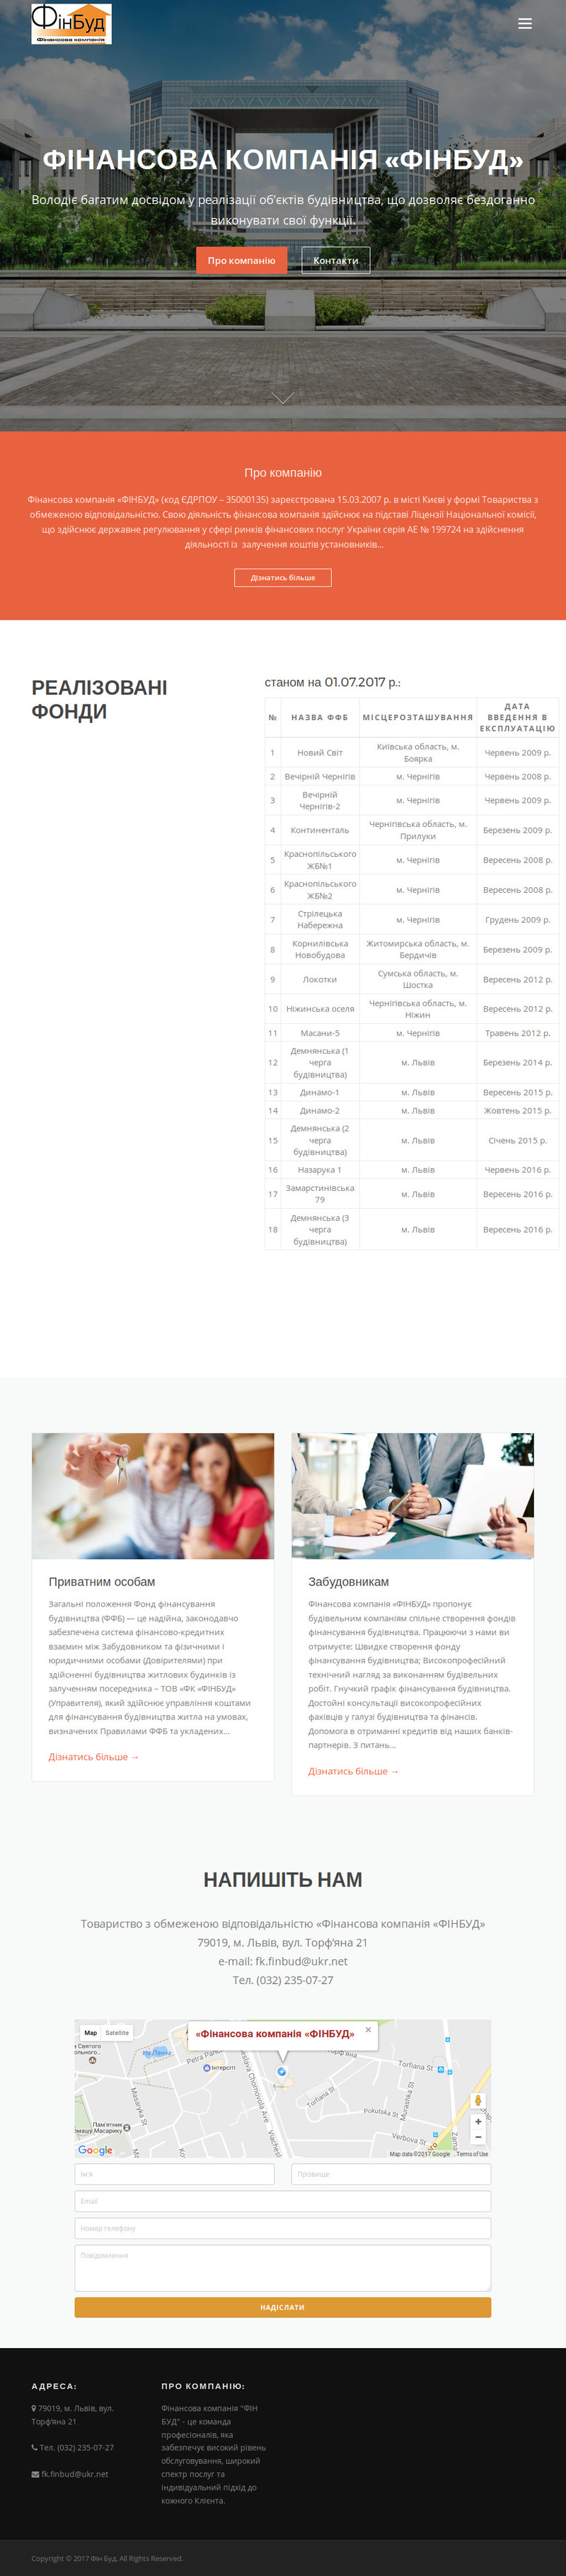 ФінБуд
Фінансова компанія
ФІНАНСОВА КОМПАНІЯ «ФІНБУД»
Володіє багатим досвідом у реалізації об’єктів будівництва, що дозволяє бездоганно
виконувати свої функції.
Про компанію
Контакти
Про компанію
Фінансова компанія «ФІНБУД» (код ЄДРПОУ – 35000135) зареєстрована 15.03.2007 р. в місті Києві у формі Товариства з
обмеженою відповідальністю. Свою діяльність фінансова компанія здійснює на підставі Ліцензії Національної комісії,
що здійснює державне регулювання у сфері ринків фінансових послуг України серія АЕ № 199724 на здійснення
діяльності із залучення коштів установників...
Дізнатись більше
РЕАЛІЗОВАНІ
ФОНДИ
станом на 01.07.2017 р.:
№ НАЗВА ФФБ МІСЦЕРОЗТАШУВАННЯ ДАТА ВВЕДЕННЯ В ЕКСПЛУАТАЦІЮ
1 Новий Світ Київська область, м. Боярка Червень 2009 р.
2 Вечірній Чернігів м. Чернігів Червень 2008 р.
3 Вечірній Чернігів-2 м. Чернігів Червень 2009 р.
4 Континенталь Чернігівська область, м. Прилуки Березень 2009 р.
5 Краснопільського ЖБ№1 м. Чернігів Вересень 2008 р.
6 Краснопільського ЖБ№2 м. Чернігів Вересень 2008 р.
7 Стрілецька Набережна м. Чернігів Грудень 2009 р.
8 Корнилівська Новобудова Житомирська область, м. Бердичів Березень 2009 р.
9 Локотки Сумська область, м. Шостка Вересень 2012 р.
10 Ніжинська оселя Чернігівська область, м. Ніжин Вересень 2012 р.
11 Масани-5 м. Чернігів Травень 2012 р.
12 Демнянська (1 черга будівництва) м. Львів Березень 2014 р.
13 Динамо-1 м. Львів Вересень 2015 р.
14 Динамо-2 м. Львів Жовтень 2015 р.
15 Демнянська (2 черга будівництва) м. Львів Січень 2015 р.
16 Назарука 1 м. Львів Червень 2016 р.
17 Замарстинівська 79 м. Львів Вересень 2016 р.
18 Демнянська (3 черга будівництва) м. Львів Вересень 2016 р.
Приватним особам
Загальні положення Фонд фінансування
будівництва (ФФБ) — це надійна, законодавчо
забезпечена система фінансово-кредитних
взаємин між Забудовником та фізичними і
юридичними особами (Довірителями) при
здійсненні будівництва житлових будинків із
залученням посередника – ТОВ «ФК «ФІНБУД»
(Управителя), який здійснює управління коштами
для фінансування будівництва житла на умовах,
визначених Правилами ФФБ та укладених...
Дізнатись більше →
Забудовникам
Фінансова компанія «ФІНБУД» пропонує
будівельним компаніям спільне створення фондів
фінансування будівництва. Працюючи з нами ви
отримуєте: Швидке створення фонду
фінансування будівництва; Високопрофесійний
технічний нагляд за виконанням будівельних
робіт. Гнучкий графік фінансування будівництва.
Достойні консультації високопрофесійних
фахівців у галузі будівництва та фінансів.
Допомога в отриманні кредитів від наших банків-
партнерів. З питань...
Дізнатись більше →
НАПИШІТЬ НАМ
Товариство з обмеженою відповідальністю «Фінансова компанія «ФІНБУД»
79019, м. Львів, вул. Торф’яна 21
e-mail: fk.finbud@ukr.net
Тел. (032) 235-07-27
Map Satellite
«Фінансова компанія «ФІНБУД»
На Ланка
Інтерсіті
Petra Panch
Masaryka St
Torfiana St
Torfiana St
Pokutska St
Murashka St
Пам'ятник
Томашу Масарику
Google
Map data ©2017 Google Terms of Use
Ім'я
Прізвище
Email
Номер телефону
Повідомлення
НАДІСЛАТИ
АДРЕСА:
79019, м. Львів, вул.
Торф'яна 21
Тел. (032) 235-07-27
fk.finbud@ukr.net
ПРО КОМПАНІЮ:
Фінансова компанія "ФІН
БУД" - це команда
професіоналів, яка
забезпечує високий рівень
обслуговування, широкий
спектр послуг та
індивідуальний підхід до
кожного Клієнта.
Copyright © 2017 Фін Буд. All Rights Reserved.